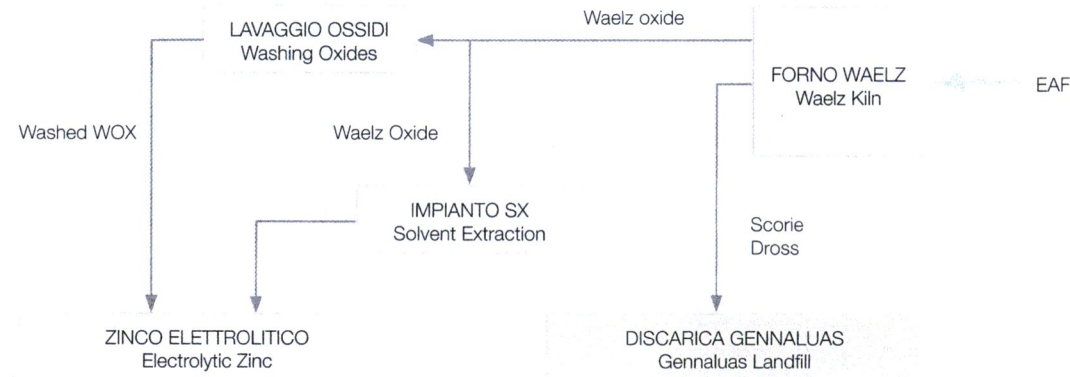 Waelz oxide
LAVAGGIO OSSIDI
Washing Oxides
FORNO WAELZ
Waelz Kiln
EAF
Washed WOX
Waelz Oxide
IMPIANTO SX
Solvent Extraction
Scorie
Dross
ZINCO ELETTROLITICO
Electrolytic Zinc
DISCARICA GENNALUAS
Gennaluas Landfill